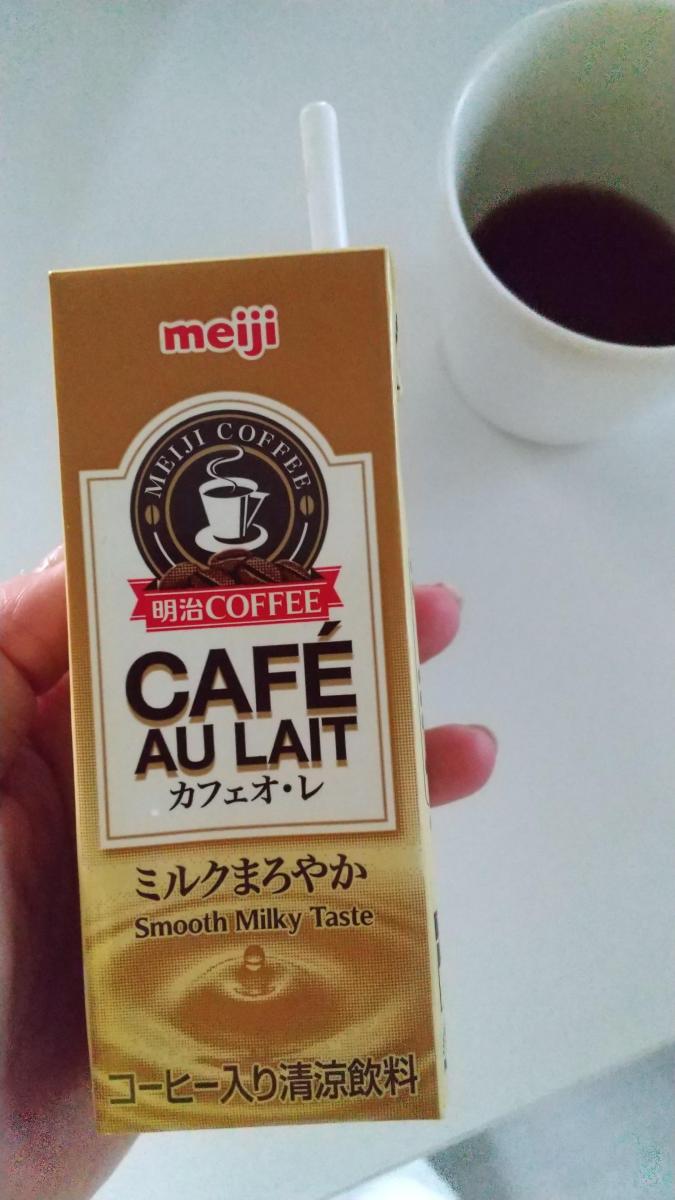 meiji
MEIJI COFFEE
明治COFFEE
CAFÉ
AU LAIT
カフェオ・レ
ミルクまろやか
Smooth Milky Taste
コーヒー入り清涼飲料